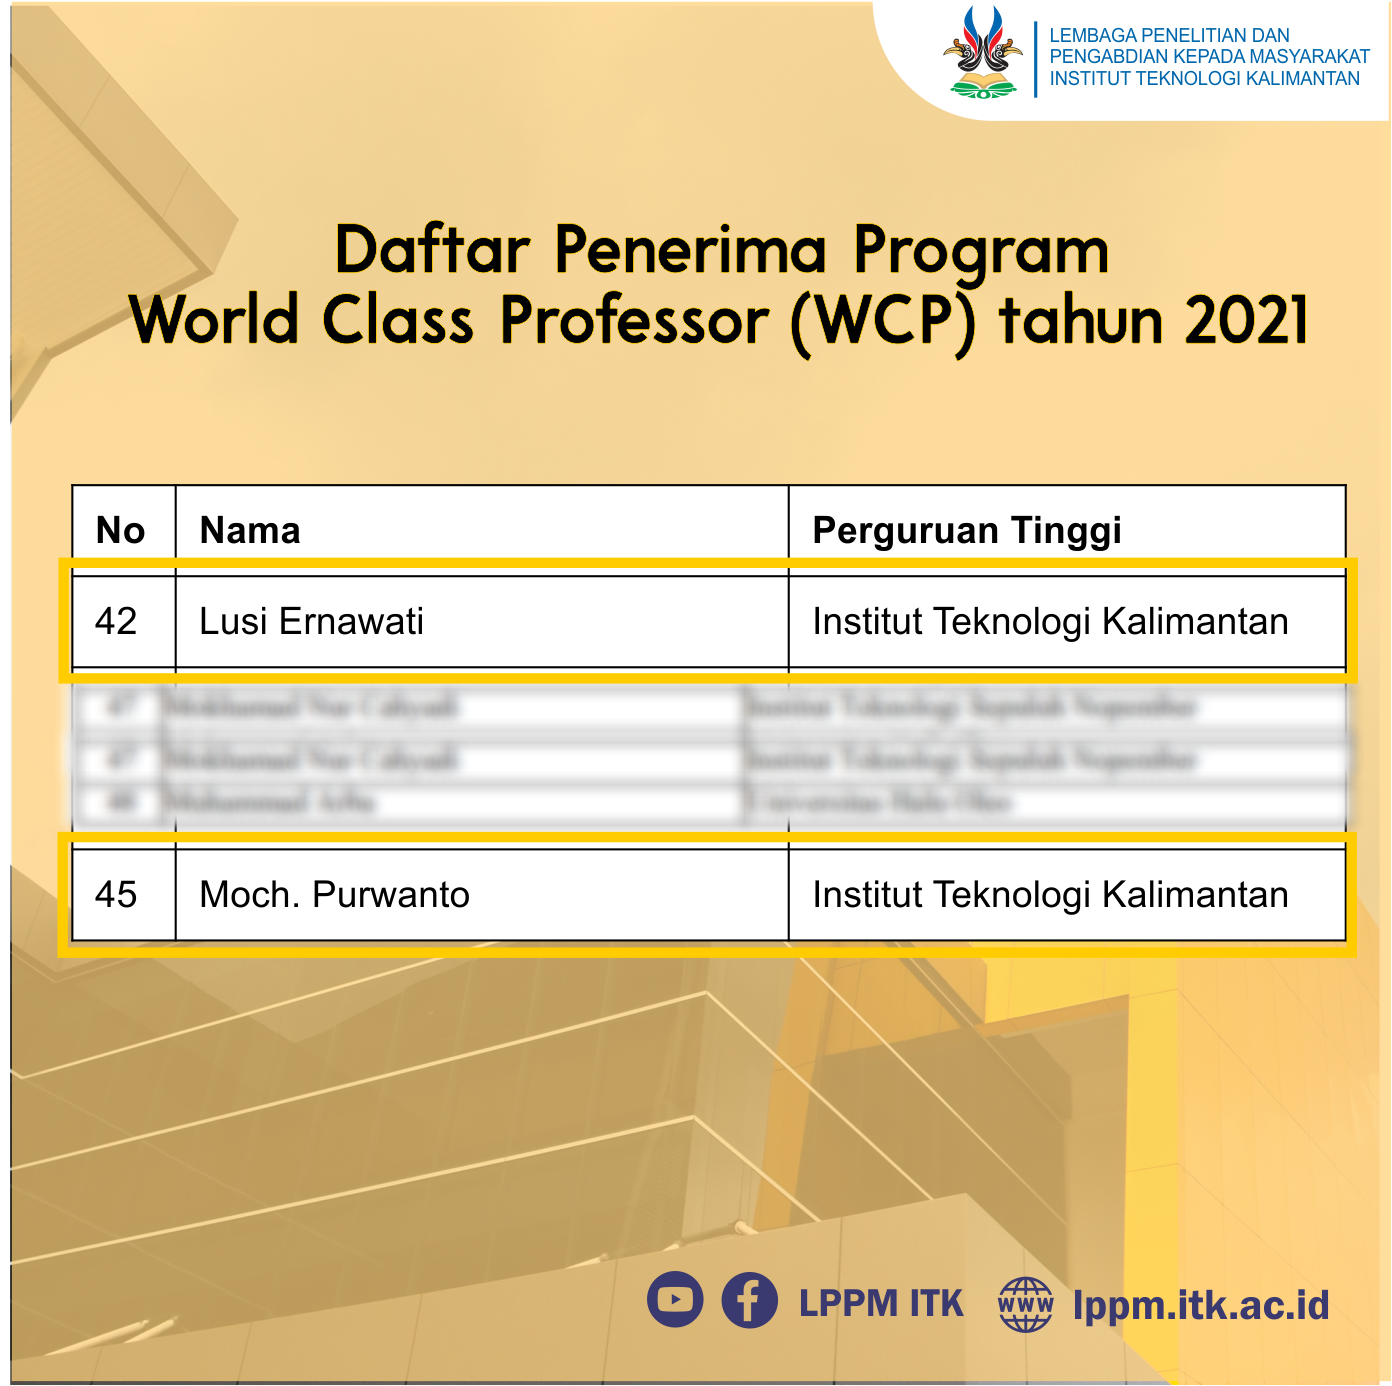 LEMBAGA PENELITIAN DAN
PENGABDIAN KEPADA MASYARAKAT
INSTITUT TEKNOLOGI KALIMANTAN
Daftar Penerima Program
World Class Professor (WCP) tahun 2021
No Nama Perguruan Tinggi
42 Lusi Ernawati Institut Teknologi Kalimantan
45 Moch. Purwanto Institut Teknologi Kalimantan
LPPM ITK www lppm.itk.ac.id